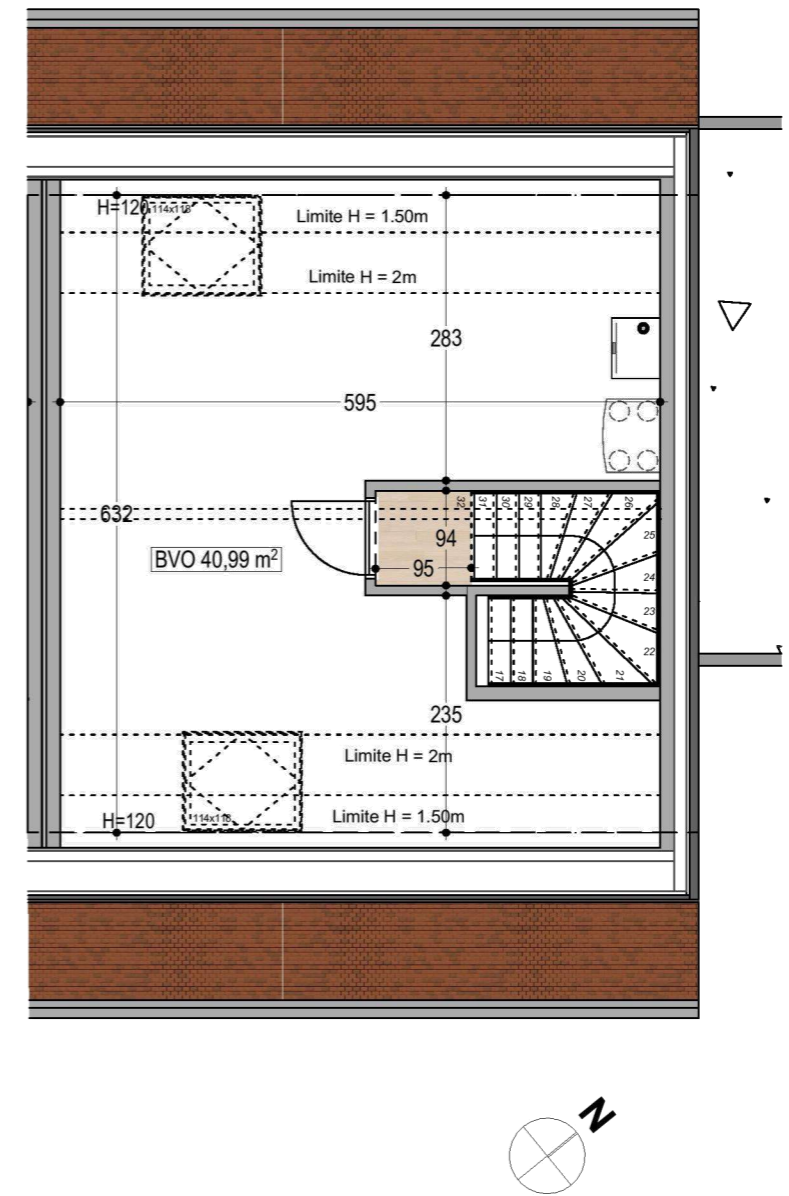 H=120
114x118
Limite H = 1.50m
Limite H = 2m
283
595
632
BVO 40,99 m²
94
95
32 31 30 29 28 27 26
25
24
23
22
17 18 19 20 21
235
Limite H = 2m
H=120
114x118
Limite H = 1.50m
N